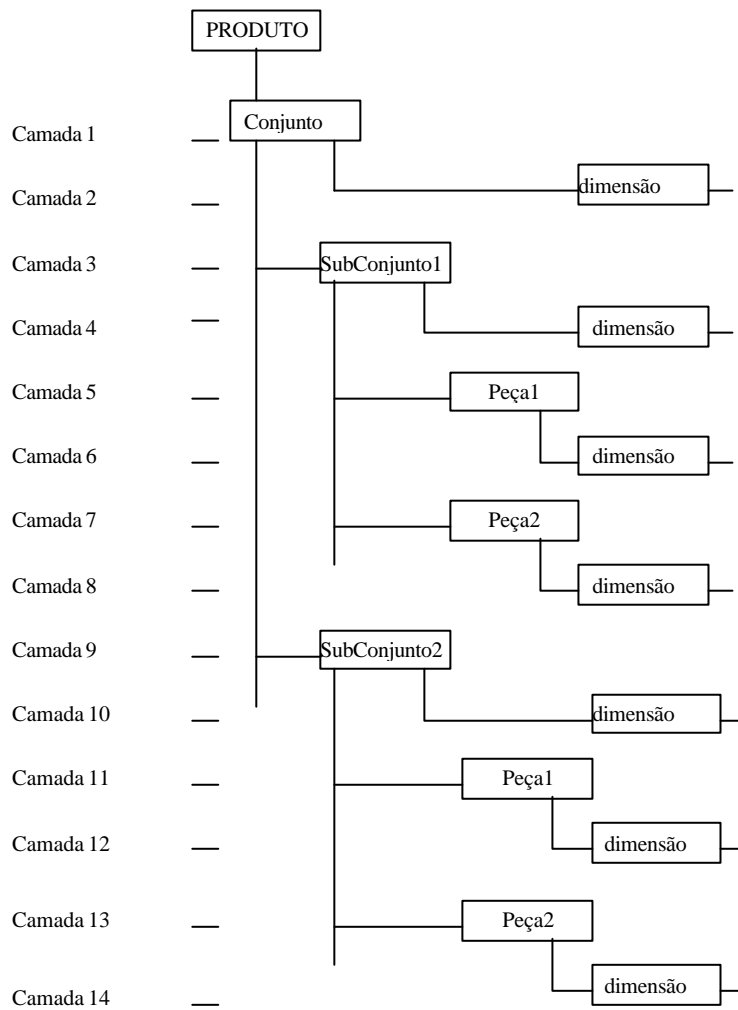 PRODUTO
Camada 1 Conjunto
Camada 2 dimensão
Camada 3 SubConjunto1
Camada 4 dimensão
Camada 5 Peça1
Camada 6 dimensão
Camada 7 Peça2
Camada 8 dimensão
Camada 9 SubConjunto2
Camada 10 dimensão
Camada 11 Peça1
Camada 12 dimensão
Camada 13 Peça2
Camada 14 dimensão